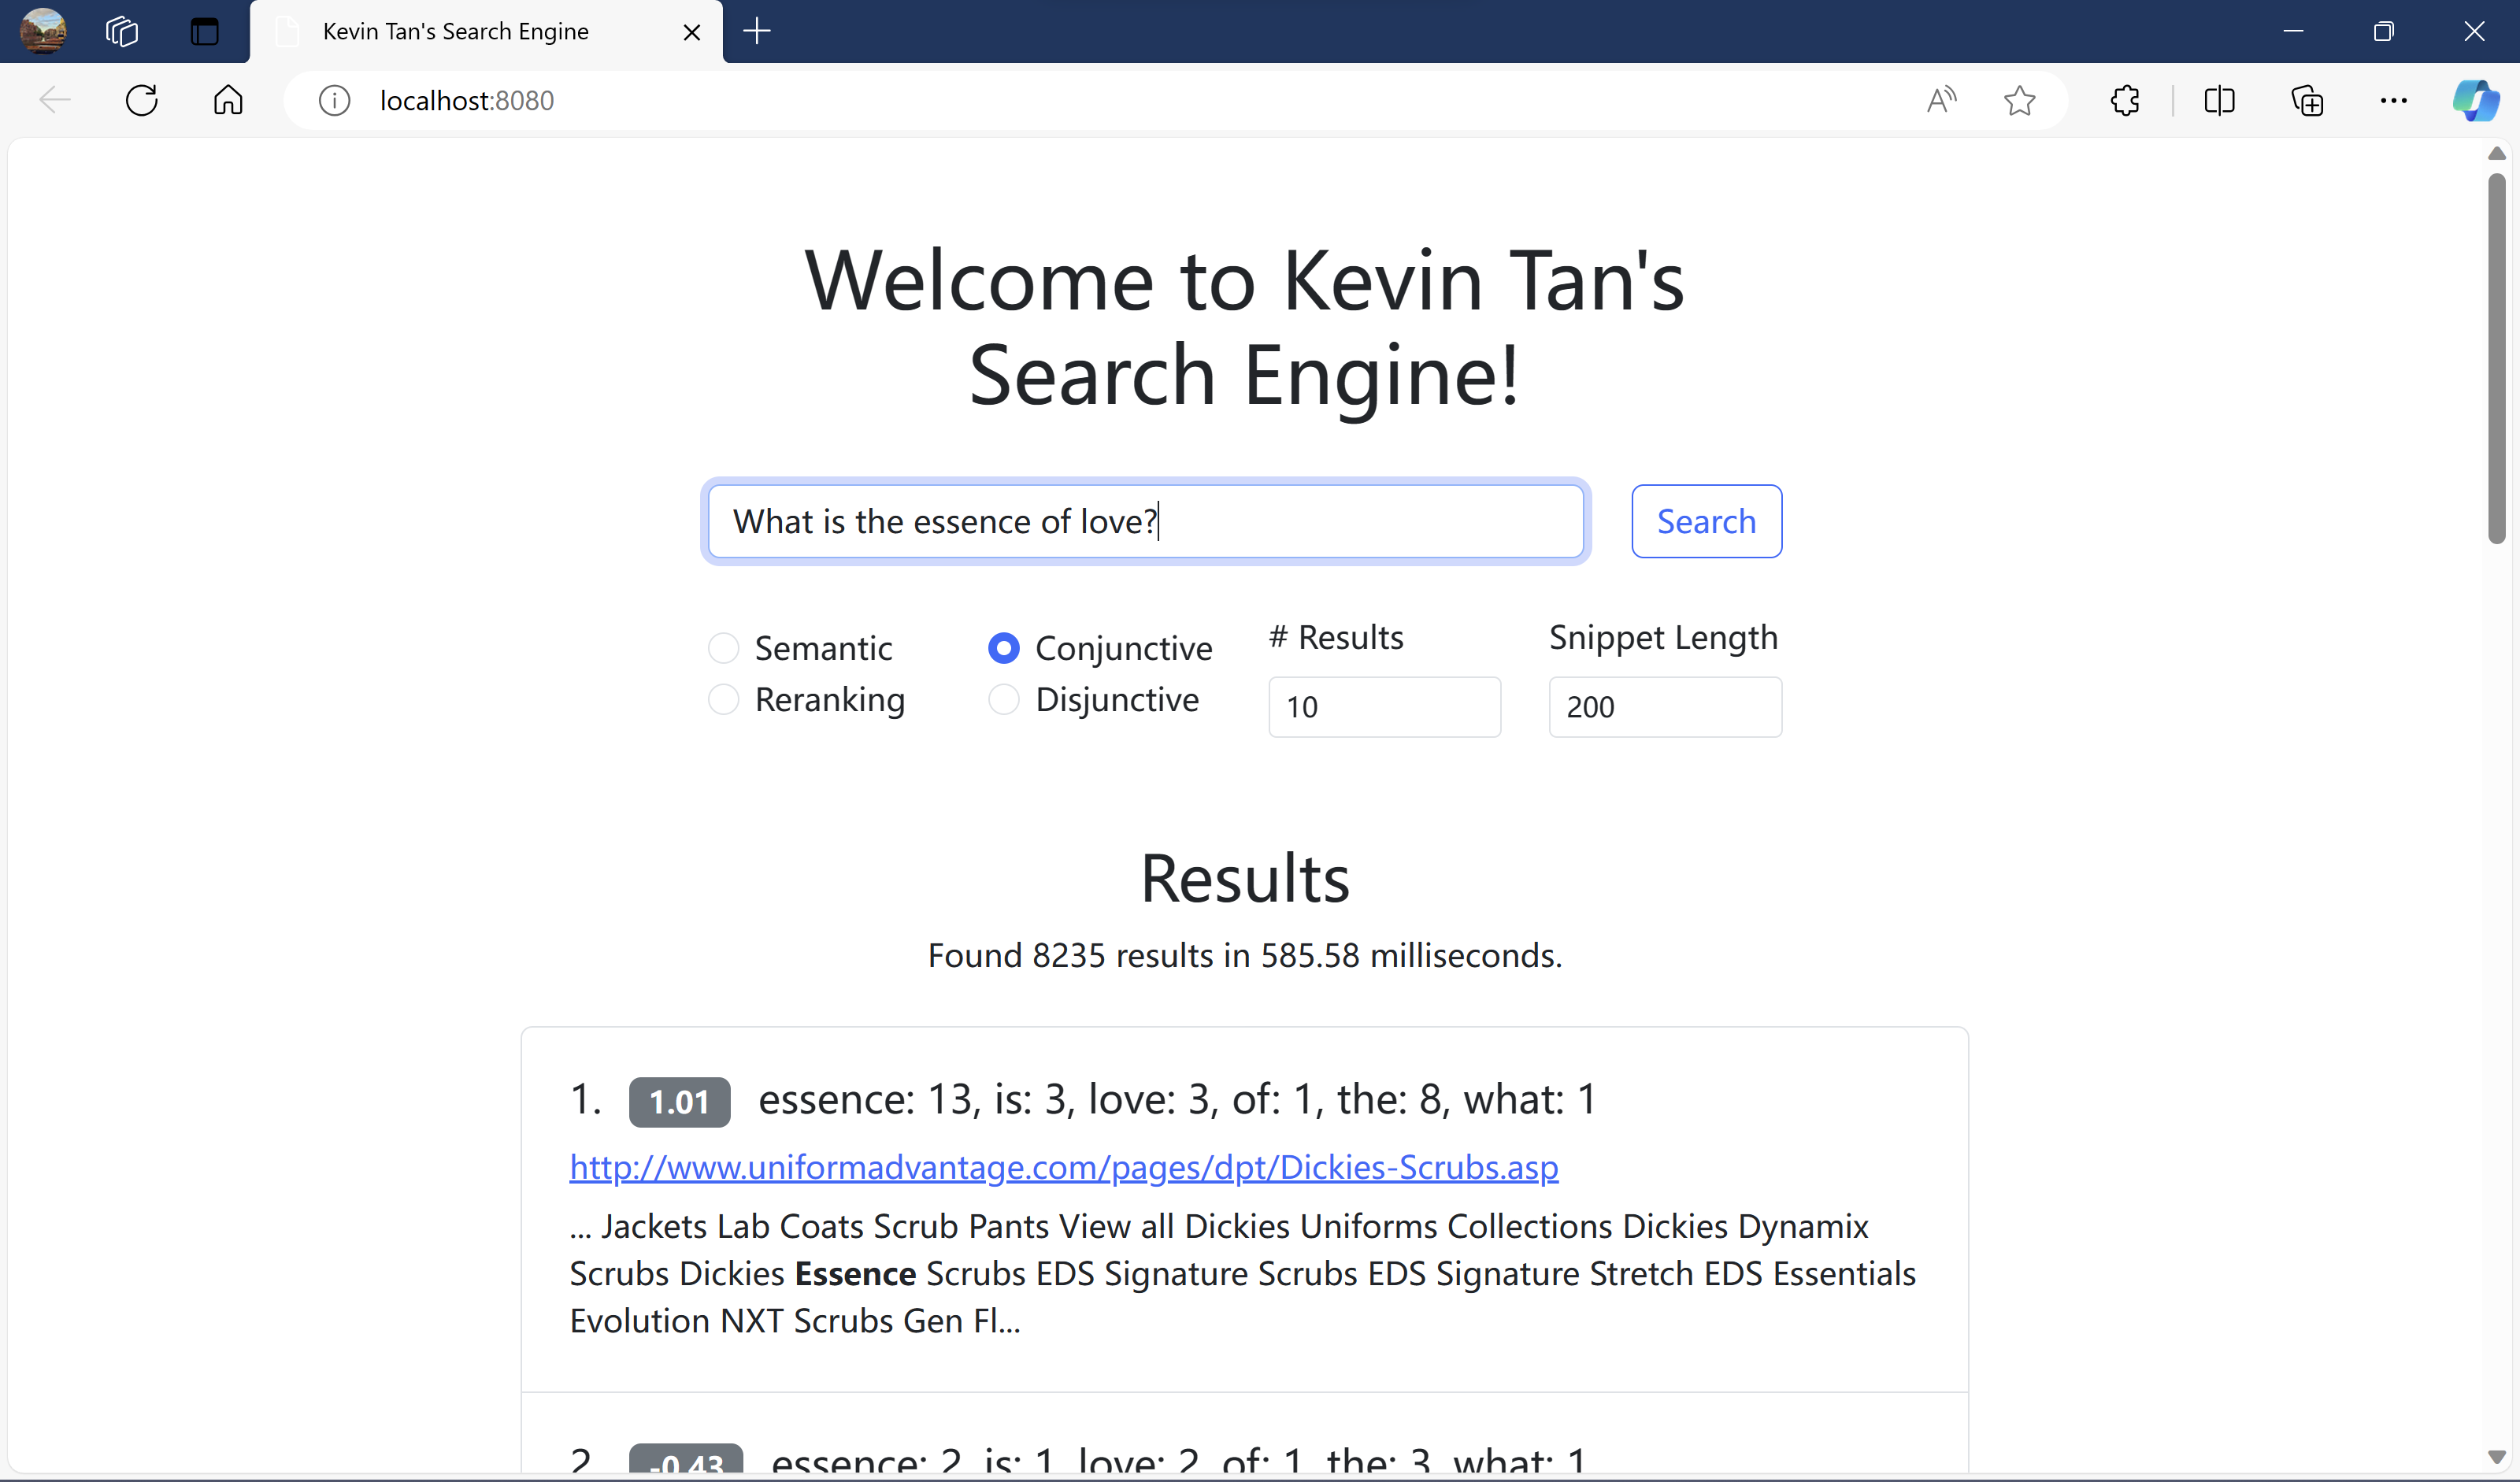 Kevin Tan's Search Engine
localhost:8080
Welcome to Kevin Tan's
Search Engine!
What is the essence of love?
Search
Semantic
Reranking
Conjunctive
Disjunctive
# Results
10
Snippet Length
200
Results
Found 8235 results in 585.58 milliseconds.
1. 1.01 essence: 13, is: 3, love: 3, of: 1, the: 8, what: 1
http://www.uniformadvantage.com/pages/dpt/Dickies-Scrubs.asp
... Jackets Lab Coats Scrub Pants View all Dickies Uniforms Collections Dickies Dynamix
Scrubs Dickies Essence Scrubs EDS Signature Scrubs EDS Signature Stretch EDS Essentials
Evolution NXT Scrubs Gen Fl...
2. -0.43 essence: 2, is: 1, love: 2, of: 1, the: 3, what: 1